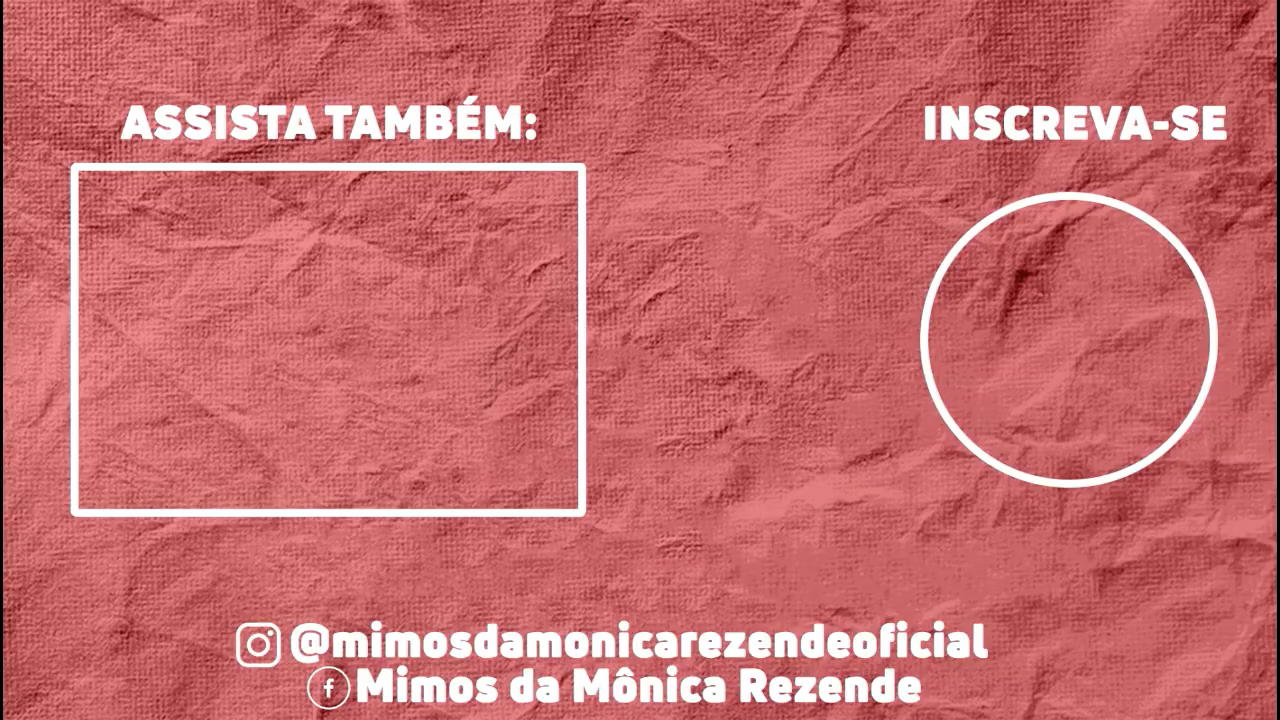 ASSISTA TAMBÉM:
INSCREVA-SE
@mimosdamonicarezendeoficial
Mimos da Mônica Rezende